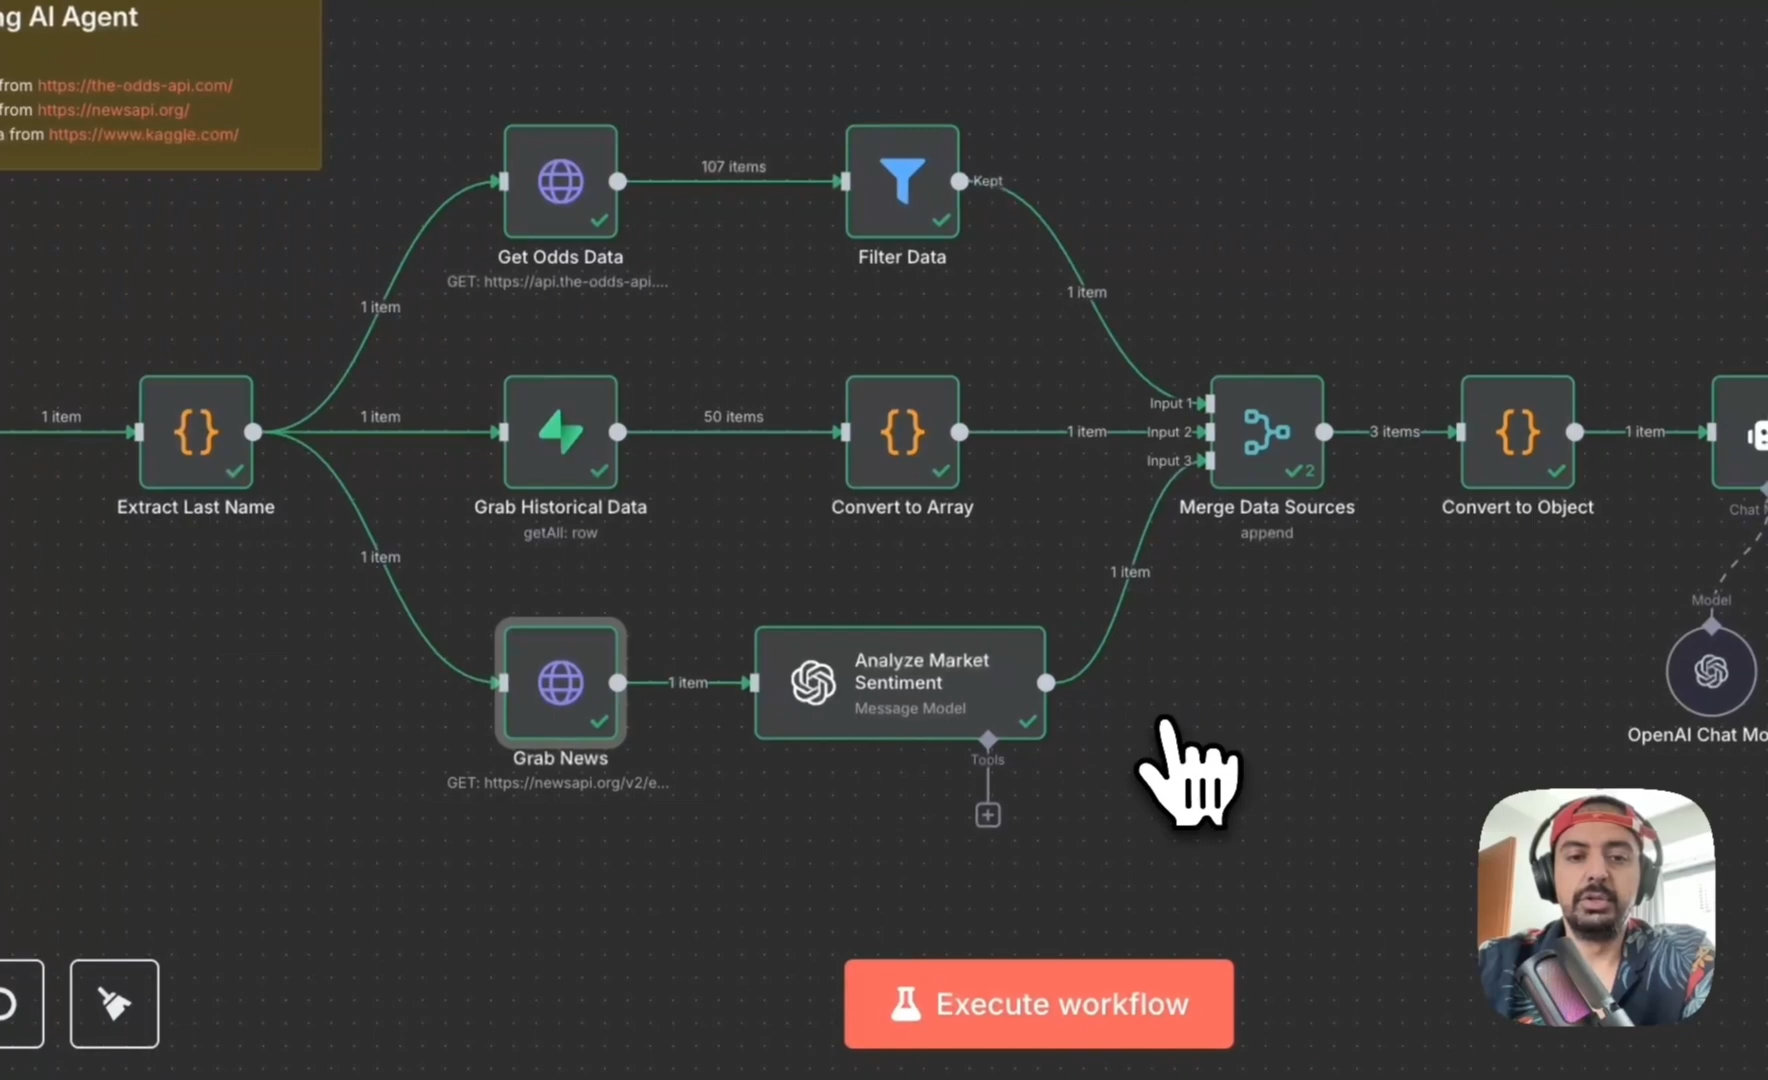 ng AI Agent
from https://the-odds-api.com/
from https://newsapi.org/
a from https://www.kaggle.com/
107 items
Kept
Get Odds Data
GET: https://api.the-odds-api....
Filter Data
1 item
1 item
1 item
1 item
50 items
Input 1
1 item
Input 2
Input 3
2
3 items
1 item
Extract Last Name
Grab Historical Data
getAll: row
Convert to Array
Merge Data Sources
append
Convert to Object
Chat
1 item
1 item
Model
Analyze Market
Sentiment
Message Model
1 item
Grab News
GET: https://newsapi.org/v2/e...
Tools
OpenAI Chat Mo
Execute workflow